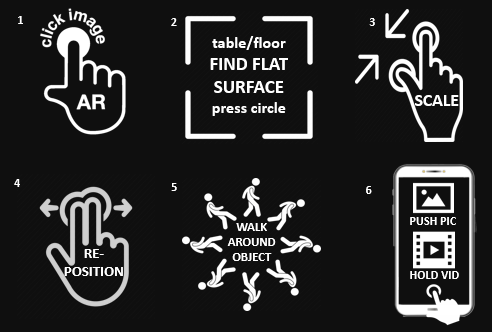 1
click image
AR
2
table/floor
FIND FLAT
SURFACE
press circle
3
SCALE
4
RE-
POSITION
5
WALK
AROUND
OBJECT
6
PUSH PIC
HOLD VID